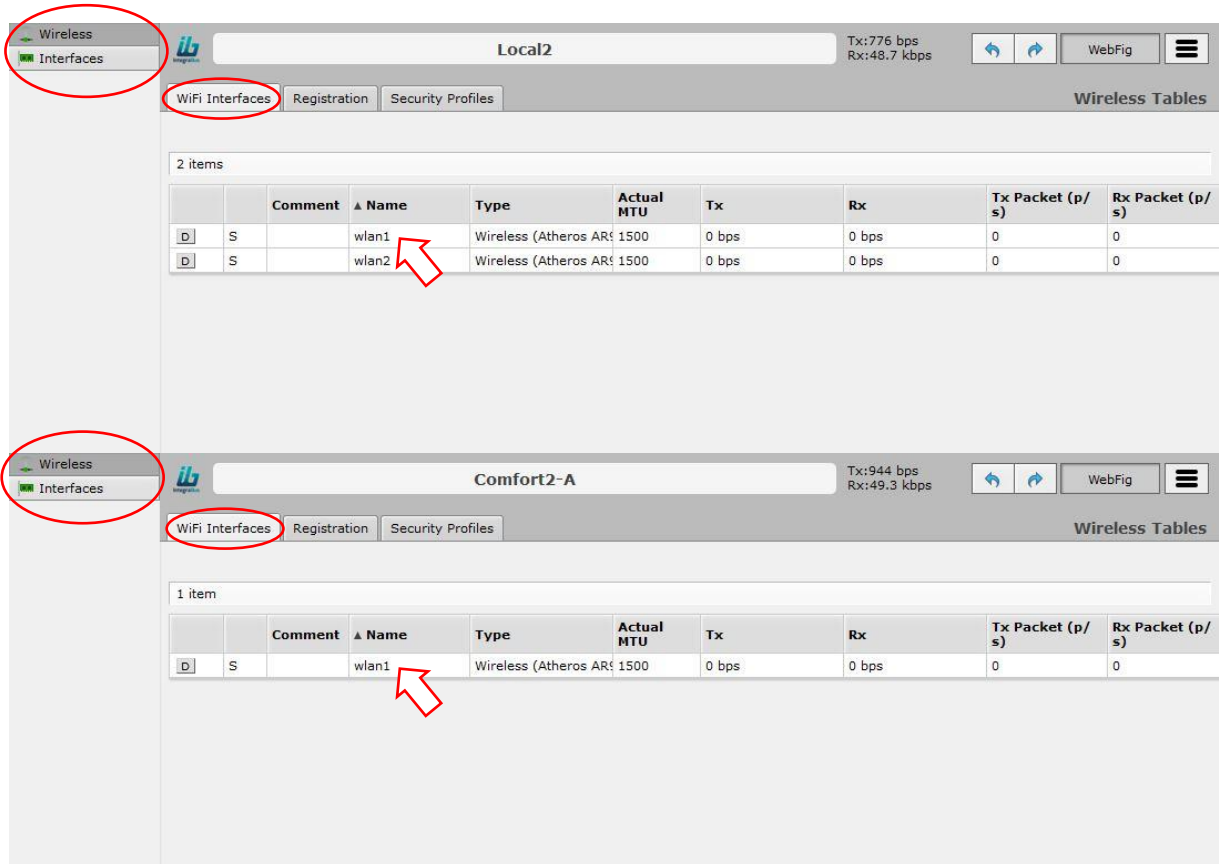 Wireless
Interfaces
Local2
Tx:776 bps
Rx:48.7 kbps
WebFig
WiFi Interfaces Registration Security Profiles Wireless Tables
2 items
Comment ▲ Name Type Actual MTU Tx Rx Tx Packet (p/s) Rx Packet (p/s)
D S wlan1 Wireless (Atheros AR9 1500 0 bps 0 bps 0 0
D S wlan2 Wireless (Atheros AR9 1500 0 bps 0 bps 0 0
Wireless
Interfaces
Comfort2-A
Tx:944 bps
Rx:49.3 kbps
WebFig
WiFi Interfaces Registration Security Profiles Wireless Tables
1 item
Comment ▲ Name Type Actual MTU Tx Rx Tx Packet (p/s) Rx Packet (p/s)
D S wlan1 Wireless (Atheros AR9 1500 0 bps 0 bps 0 0